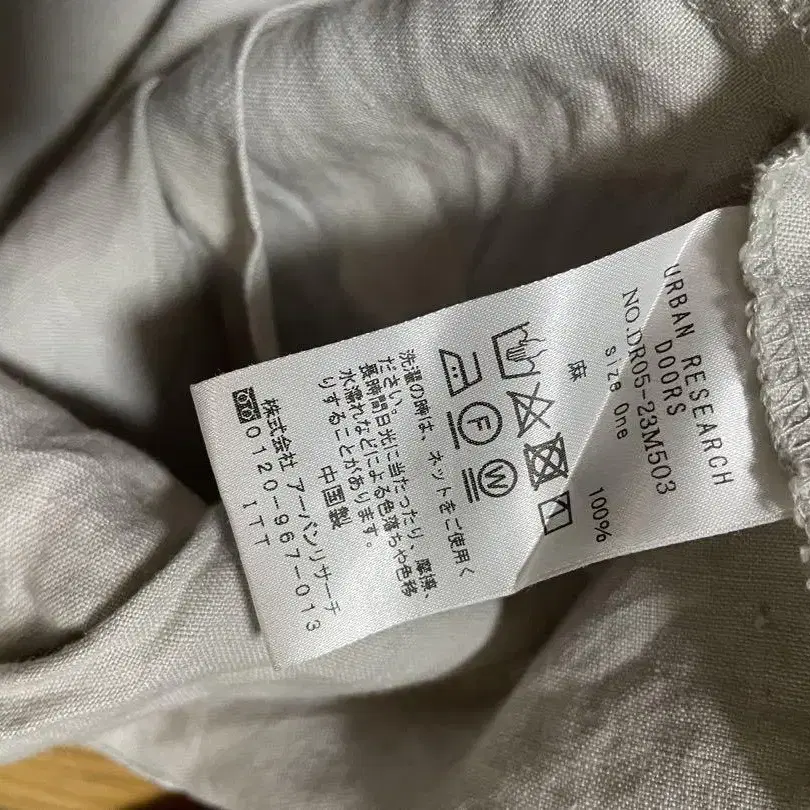 URBAN RESEARCH
DOORS
NO.DR05-23M503
size One
麻 100%
F
W
洗濯の時は、ネットをご使用く
ださい。
長時間日光に当たったり、摩擦、
水濡れなどによる色落ちや色移
りすることがあります。
中国製
株式会社 アーバンリサーチ
0120-967-013
ITT